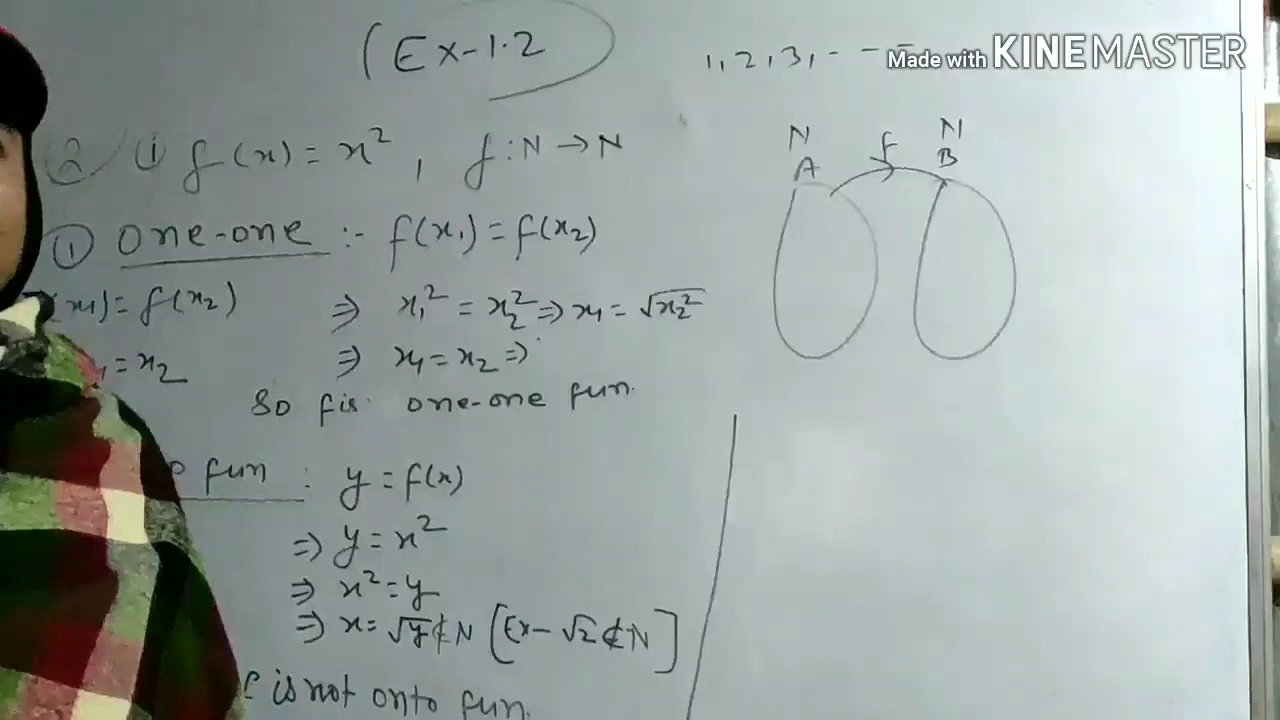 (Ex-1.2
1,2,3,- - -
Made with KINEMASTER
2 (i) f(x) = x², f:N→N
N N
f
A B
① one-one :- f(x₁) = f(x₂)
(x₁) = f(x₂) ⇒ x₁² = x₂² ⇒ x₁ = √x₂²
= x₂ ⇒ x₁ = x₂ ⇒
So f is one-one fun.
fun : y = f(x)
⇒ y = x²
⇒ x² = y
⇒ x = √y ∉ N [Ex- √2 ∉ N]
f is not onto fun.